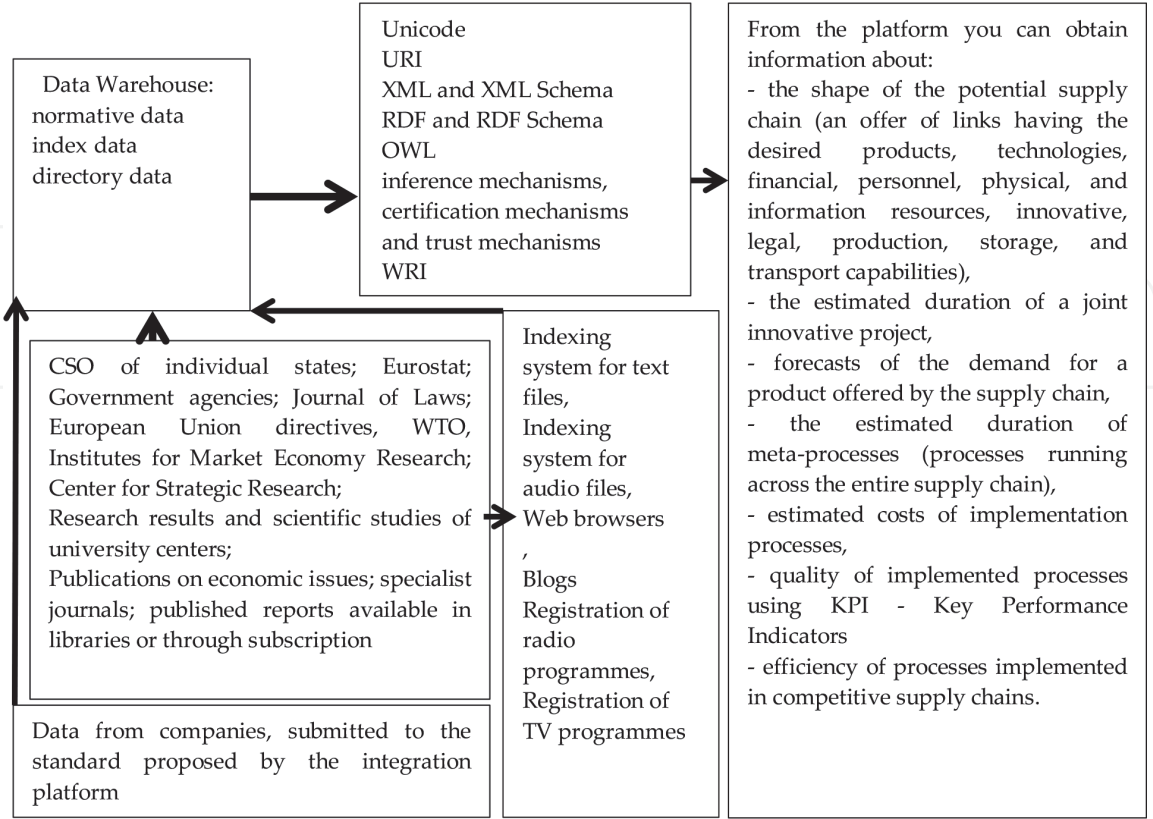 Data Warehouse:
normative data
index data
directory data
Unicode
URI
XML and XML Schema
RDF and RDF Schema
OWL
inference mechanisms,
certification mechanisms
and trust mechanisms
WRI
From the platform you can obtain
information about:
- the shape of the potential supply
chain (an offer of links having the
desired products, technologies,
financial, personnel, physical, and
information resources, innovative,
legal, production, storage, and
transport capabilities),
- the estimated duration of a joint
innovative project,
- forecasts of the demand for a
product offered by the supply chain,
- the estimated duration of
meta-processes (processes running
across the entire supply chain),
- estimated costs of implementation
processes,
- quality of implemented processes
using KPI - Key Performance
Indicators
- efficiency of processes implemented
in competitive supply chains.
CSO of individual states; Eurostat;
Government agencies; Journal of Laws;
European Union directives, WTO,
Institutes for Market Economy Research;
Center for Strategic Research;
Research results and scientific studies of
university centers;
Publications on economic issues; specialist
journals; published reports available in
libraries or through subscription
Indexing
system for text
files,
Indexing
system for
audio files,
Web browsers
,
Blogs
Registration of
radio
programmes,
Registration of
TV programmes
Data from companies, submitted to the
standard proposed by the integration
platform